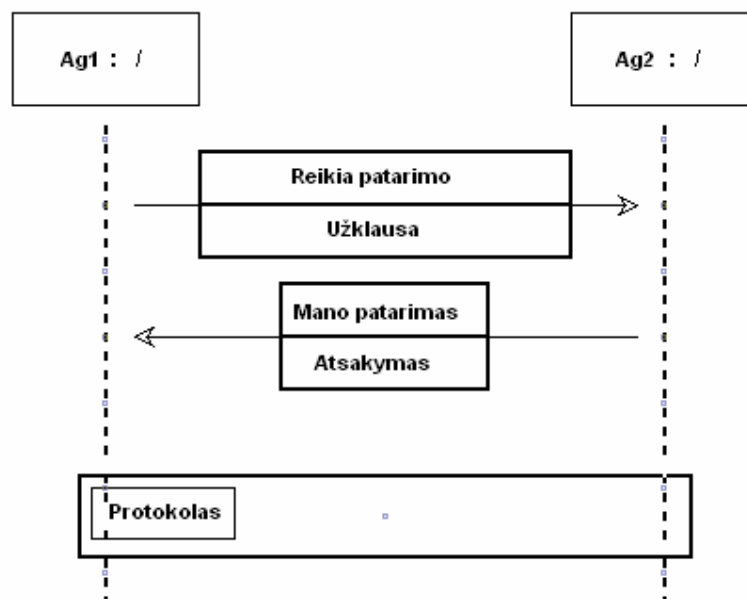 Ag1 : /
Ag2 : /
Reikia patarimo
Užklausa
Mano patarimas
Atsakymas
Protokolas